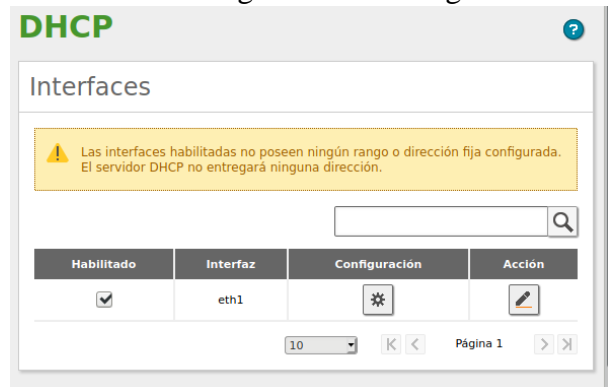 DHCP
?
Interfaces
Las interfaces habilitadas no poseen ningún rango o dirección fija configurada.
El servidor DHCP no entregará ninguna dirección.
Habilitado Interfaz Configuración Acción
eth1
10 Página 1